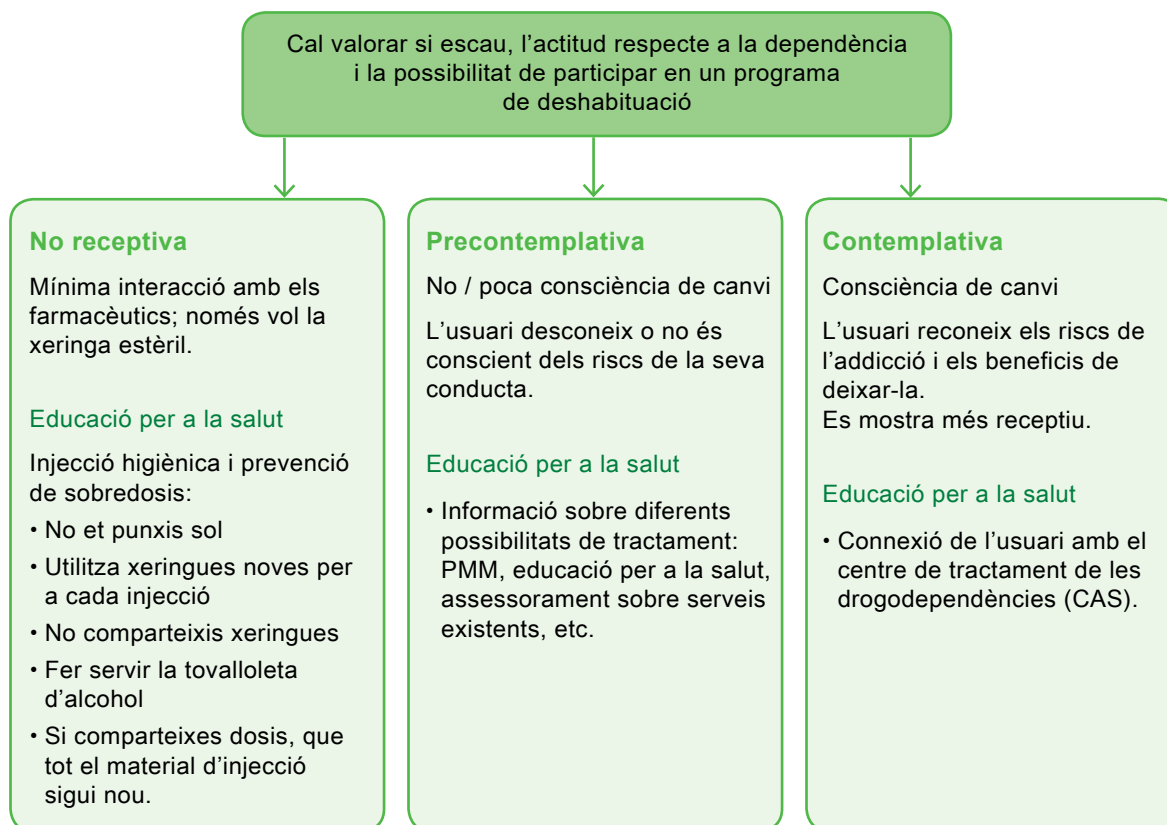 Cal valorar si escau, l’actitud respecte a la dependència
i la possibilitat de participar en un programa
de deshabituació
No receptiva
Mínima interacció amb els
farmacèutics; només vol la
xeringa estèril.
Educació per a la salut
Injecció higiènica i prevenció
de sobredosis:
• No et punxis sol
• Utilitza xeringues noves per
a cada injecció
• No comparteixis xeringues
• Fer servir la tovalloleta
d’alcohol
• Si comparteixes dosis, que
tot el material d’injecció
sigui nou.
Precontemplativa
No / poca consciència de canvi
L’usuari desconeix o no és
conscient dels riscs de la seva
conducta.
Educació per a la salut
• Informació sobre diferents
possibilitats de tractament:
PMM, educació per a la salut,
assessorament sobre serveis
existents, etc.
Contemplativa
Consciència de canvi
L’usuari reconeix els riscs de
l’addicció i els beneficis de
deixar-la.
Es mostra més receptiu.
Educació per a la salut
• Connexió de l’usuari amb el
centre de tractament de les
drogodependències (CAS).